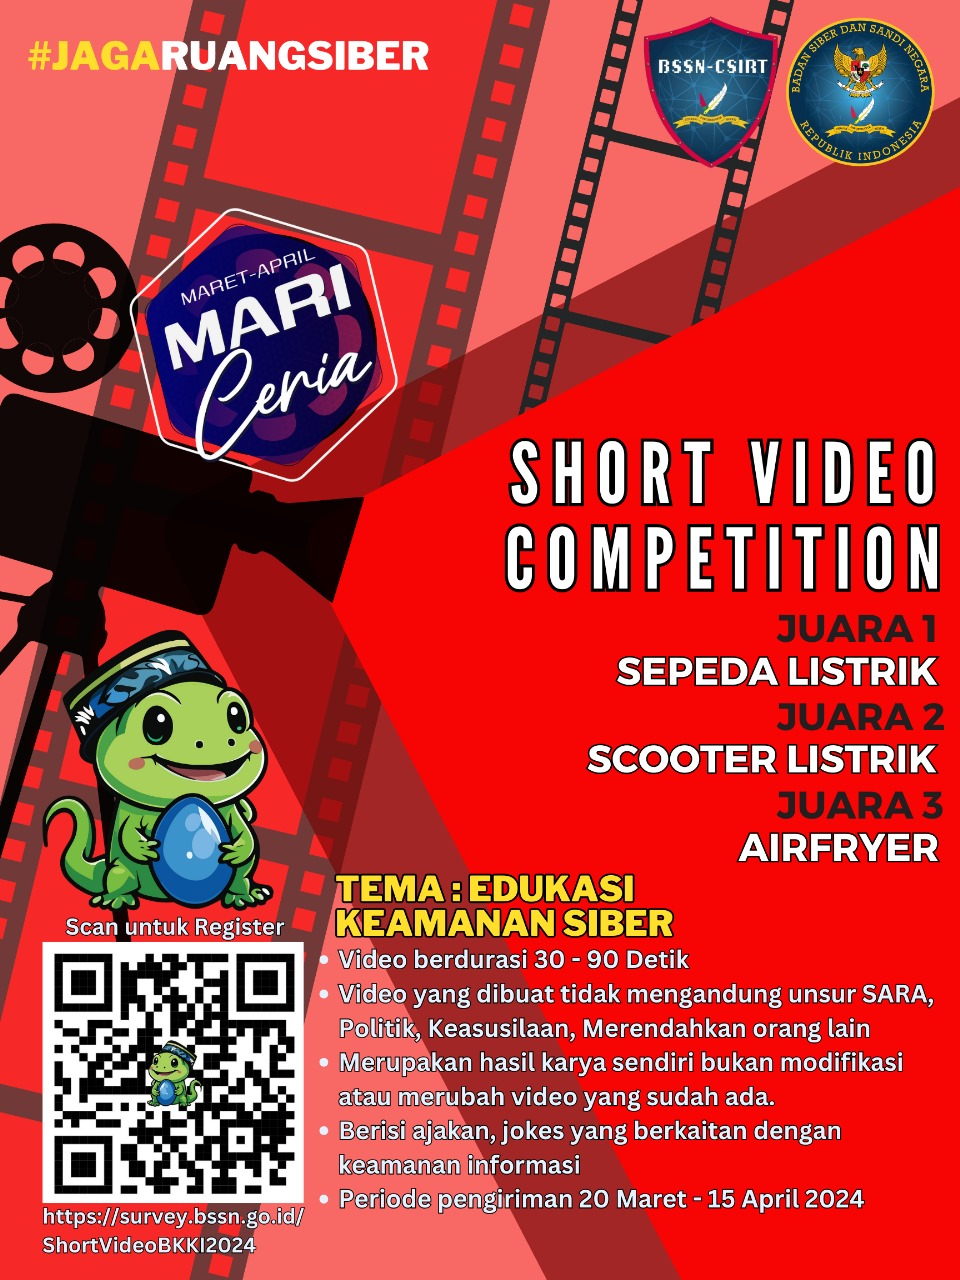 #JAGARUANGSIBER
BSSN-CSIRT
BADAN SIBER DAN SANDI NEGARA
REPUBLIK INDONESIA
MARET-APRIL
MARI
Ceria
SHORT VIDEO
COMPETITION
JUARA 1
SEPEDA LISTRIK
JUARA 2
SCOOTER LISTRIK
JUARA 3
AIRFRYER
TEMA : EDUKASI
KEAMANAN SIBER
• Video berdurasi 30 - 90 Detik
• Video yang dibuat tidak mengandung unsur SARA,
Politik, Keasusilaan, Merendahkan orang lain
• Merupakan hasil karya sendiri bukan modifikasi
atau merubah video yang sudah ada.
• Berisi ajakan, jokes yang berkaitan dengan
keamanan informasi
• Periode pengiriman 20 Maret - 15 April 2024
Scan untuk Register
https://survey.bssn.go.id/
ShortVideoBKKI2024